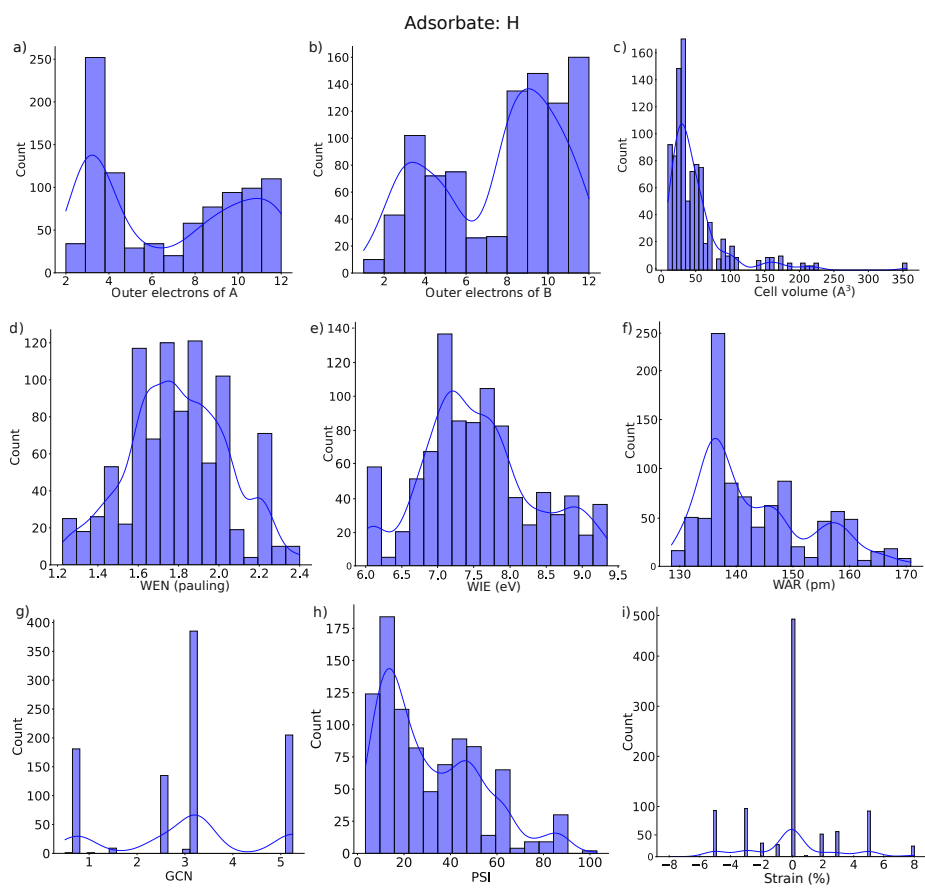 Adsorbate: H
a)
250
200
150
100
50
0
Count
2 4 6 8 10 12
Outer electrons of A
b)
160
140
120
100
80
60
40
20
0
Count
2 4 6 8 10 12
Outer electrons of B
c)
160
140
120
100
80
60
40
20
0
Count
0 50 100 150 200 250 300 350
Cell volume (A³)
d)
120
100
80
60
40
20
0
Count
1.2 1.4 1.6 1.8 2.0 2.2 2.4
WEN (pauling)
e)
140
120
100
80
60
40
20
0
Count
6.0 6.5 7.0 7.5 8.0 8.5 9.0 9.5
WIE (eV)
f)
250
200
150
100
50
0
Count
130 140 150 160 170
WAR (pm)
g)
400
350
300
250
200
150
100
50
0
Count
1 2 3 4 5
GCN
h)
175
150
125
100
75
50
25
0
Count
0 20 40 60 80 100
PSI
i)
500
400
300
200
100
50
0
Count
−8 −6 −4 −2 0 2 4 6 8
Strain (%)